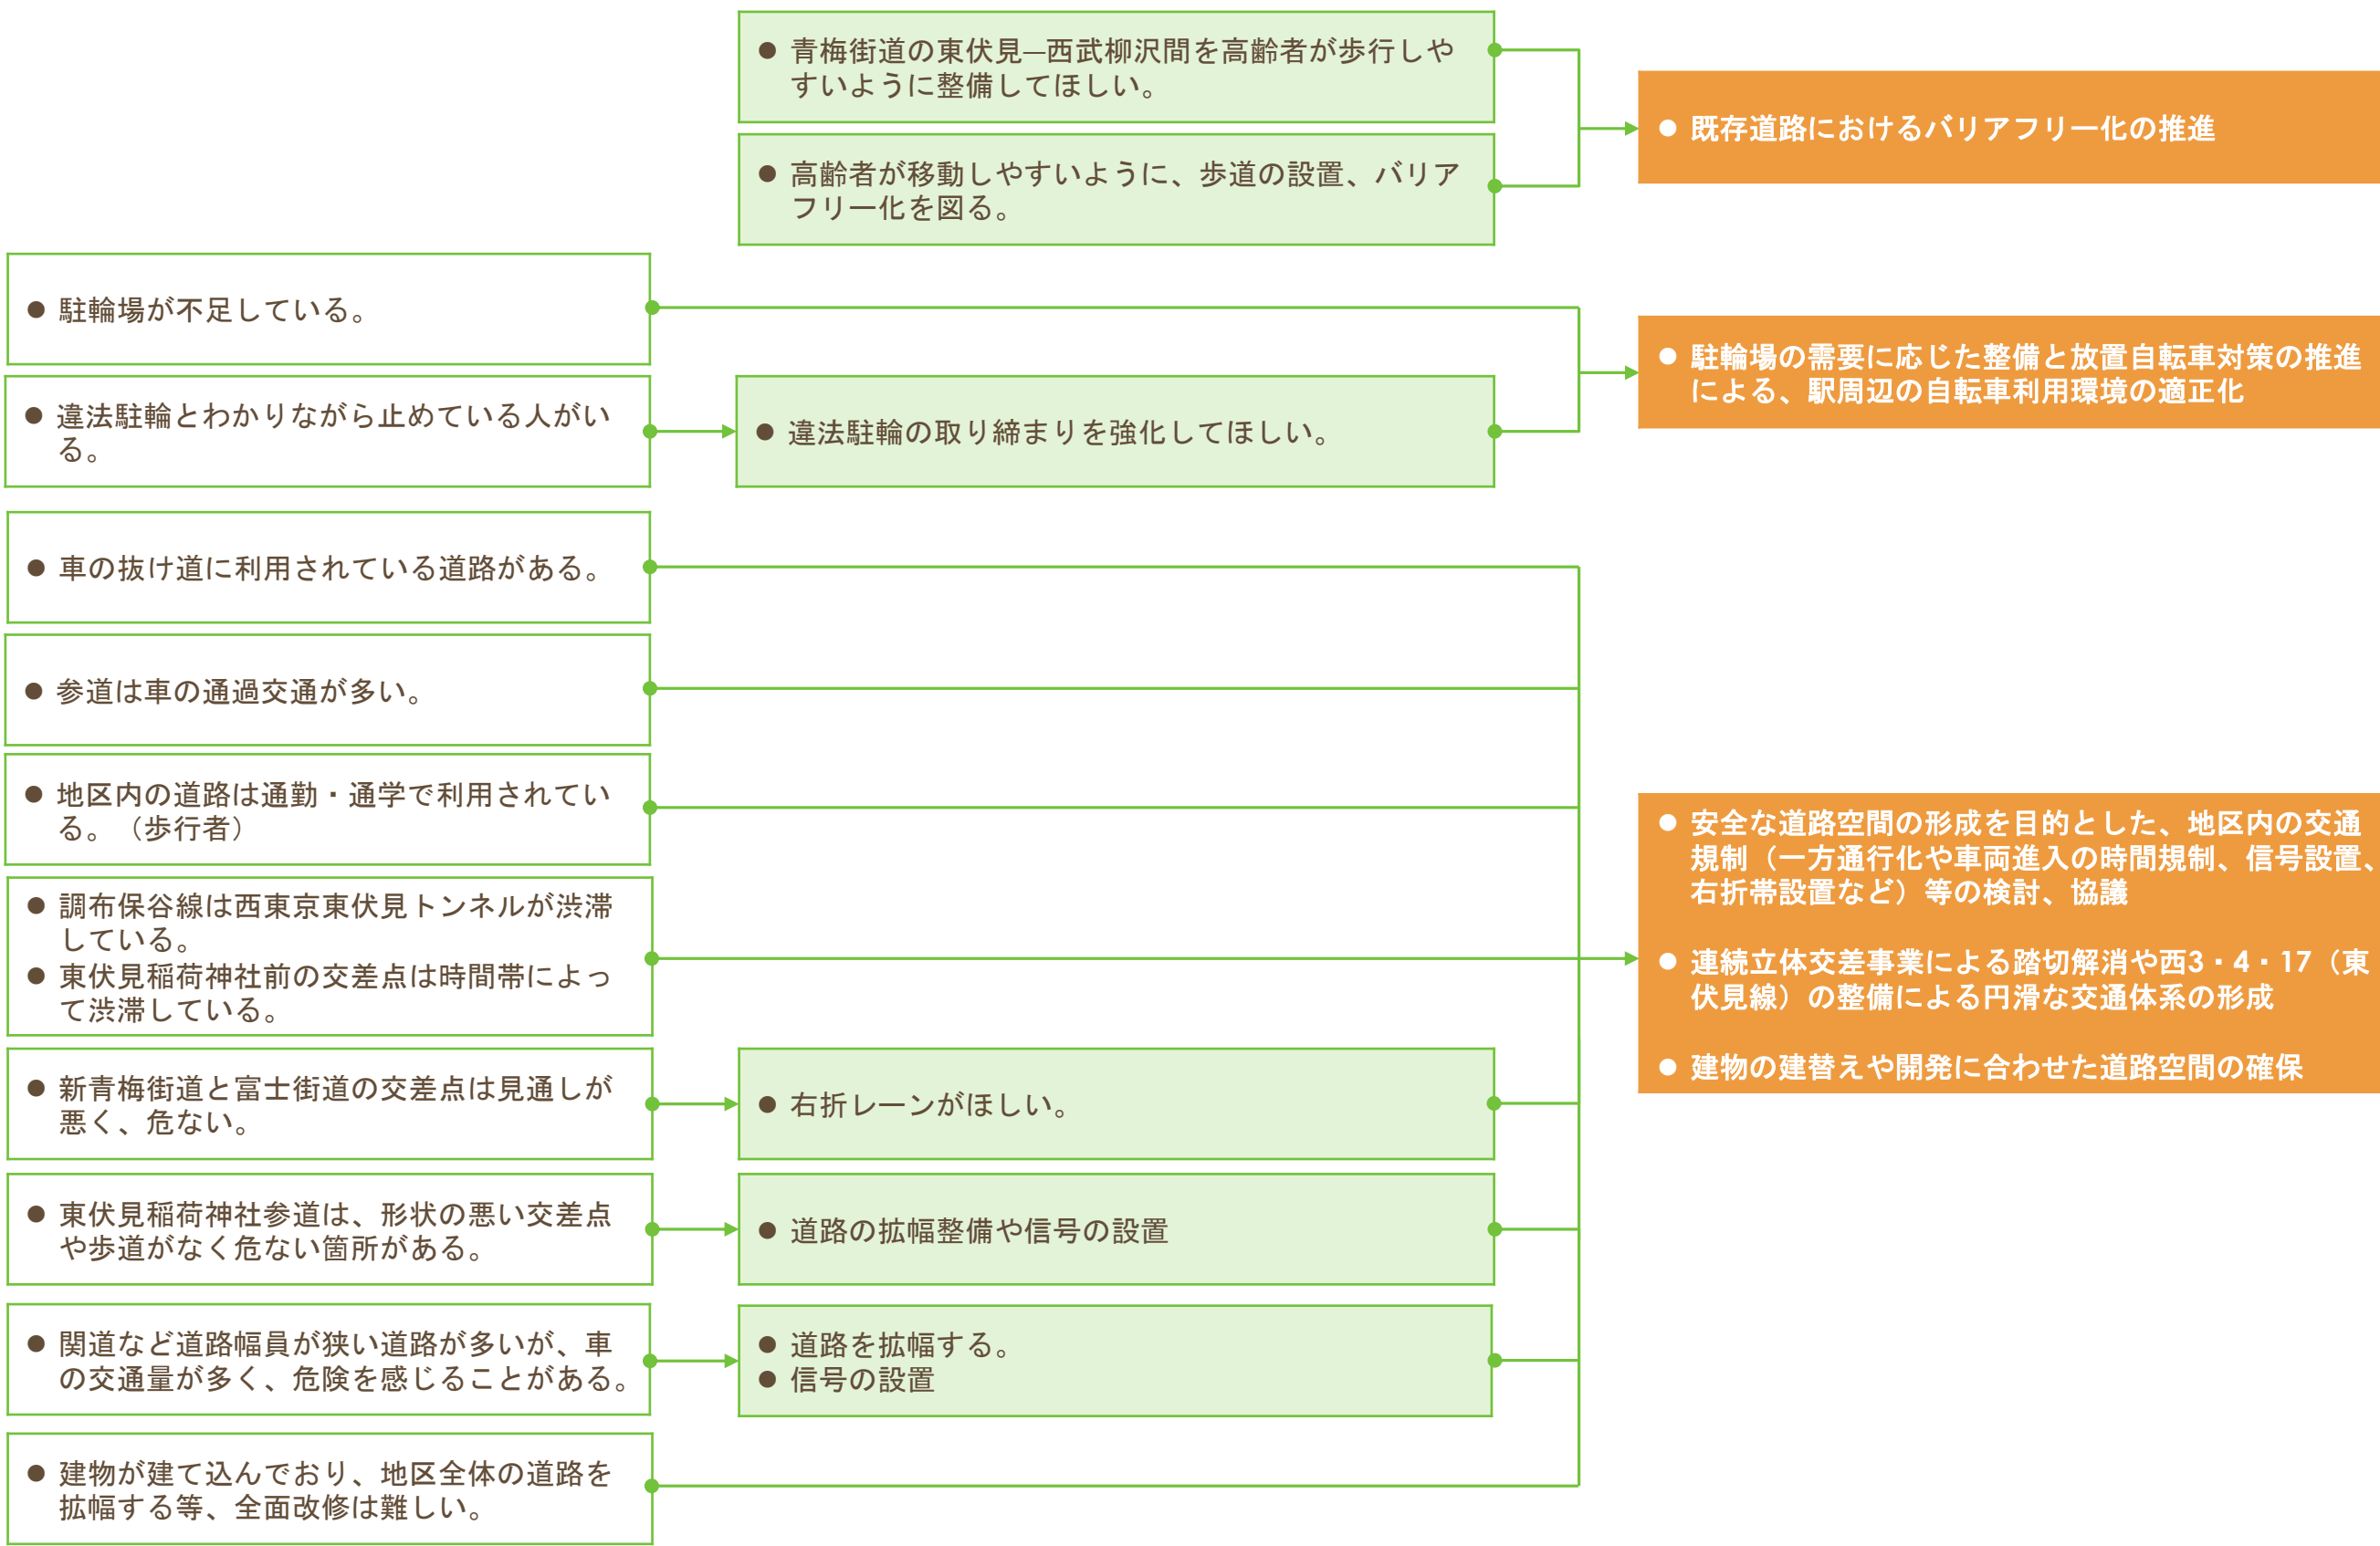 ● 青梅街道の東伏見―西武柳沢間を高齢者が歩行しや
すいように整備してほしい。
● 高齢者が移動しやすいように、歩道の設置、バリア
フリー化を図る。
● 既存道路におけるバリアフリー化の推進
● 駐輪場が不足している。
● 違法駐輪とわかりながら止めている人がい
る。
● 違法駐輪の取り締まりを強化してほしい。
● 駐輪場の需要に応じた整備と放置自転車対策の推進
による、駅周辺の自転車利用環境の適正化
● 車の抜け道に利用されている道路がある。
● 参道は車の通過交通が多い。
● 地区内の道路は通勤・通学で利用されてい
る。（歩行者）
● 調布保谷線は西東京東伏見トンネルが渋滞
している。
● 東伏見稲荷神社前の交差点は時間帯によっ
て渋滞している。
● 新青梅街道と富士街道の交差点は見通しが
悪く、危ない。
● 右折レーンがほしい。
● 東伏見稲荷神社参道は、形状の悪い交差点
や歩道がなく危ない箇所がある。
● 道路の拡幅整備や信号の設置
● 関道など道路幅員が狭い道路が多いが、車
の交通量が多く、危険を感じることがある。
● 道路を拡幅する。
● 信号の設置
● 建物が建て込んでおり、地区全体の道路を
拡幅する等、全面改修は難しい。
● 安全な道路空間の形成を目的とした、地区内の交通
規制（一方通行化や車両進入の時間規制、信号設置、
右折帯設置など）等の検討、協議
● 連続立体交差事業による踏切解消や西3・4・17（東
伏見線）の整備による円滑な交通体系の形成
● 建物の建替えや開発に合わせた道路空間の確保